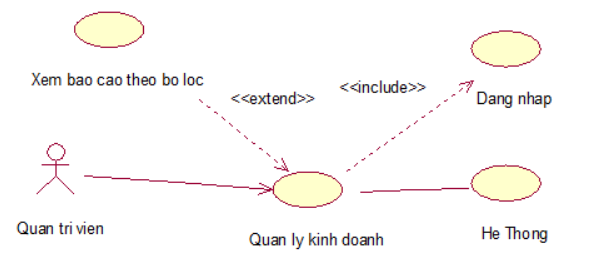 Xem bao cao theo bo loc
<<extend>>
<<include>>
Dang nhap
Quan tri vien
Quan ly kinh doanh
He Thong